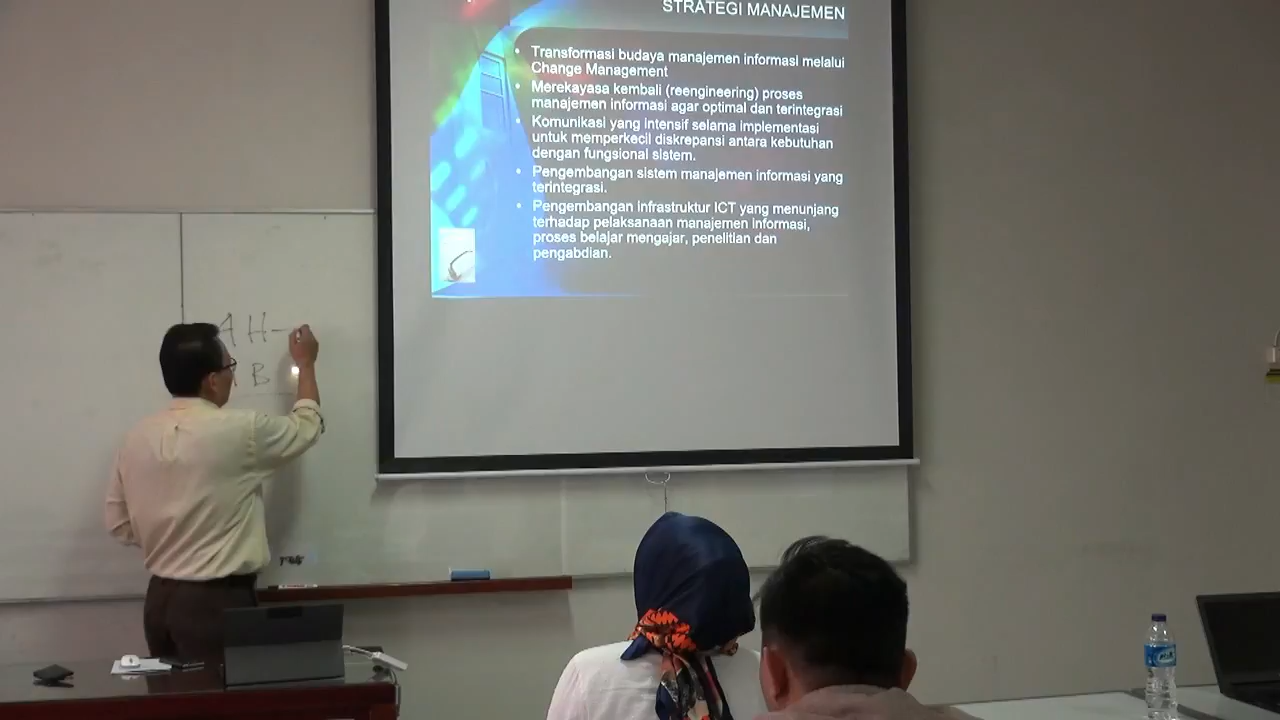 STRATEGI MANAJEMEN
• Transformasi budaya manajemen informasi melalui
Change Management
• Merekayasa kembali (reengineering) proses
manajemen informasi agar optimal dan terintegrasi
• Komunikasi yang intensif selama implementasi
untuk memperkecil diskrepansi antara kebutuhan
dengan fungsional sistem.
• Pengembangan sistem manajemen informasi yang
terintegrasi.
• Pengembangan infrastruktur ICT yang menunjang
terhadap pelaksanaan manajemen informasi,
proses belajar mengajar, penelitian dan
pengabdian.
AH-
B